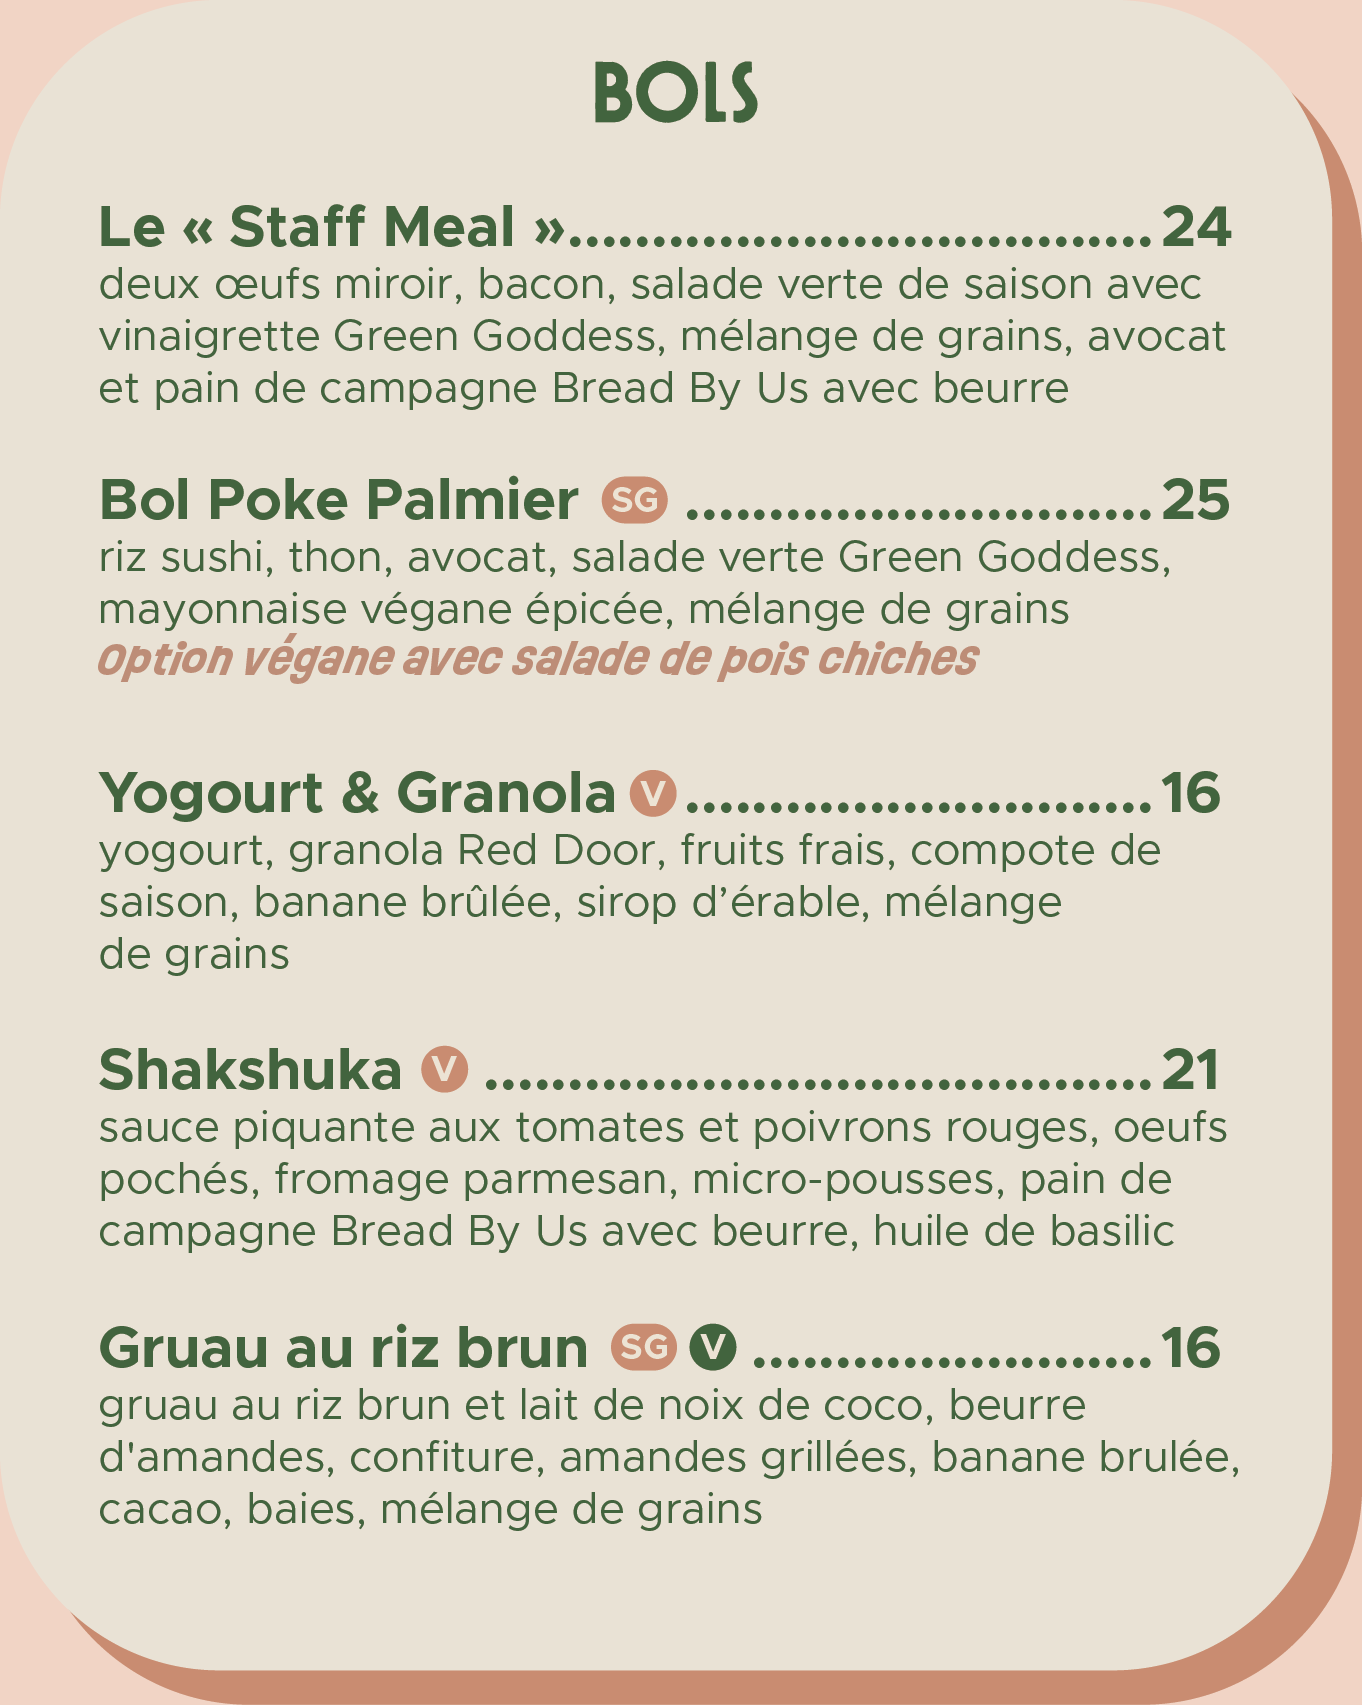 BOLS
Le « Staff Meal »................................... 24
deux œufs miroir, bacon, salade verte de saison avec
vinaigrette Green Goddess, mélange de grains, avocat
et pain de campagne Bread By Us avec beurre
Bol Poke Palmier SG ............................ 25
riz sushi, thon, avocat, salade verte Green Goddess,
mayonnaise végane épicée, mélange de grains
Option végane avec salade de pois chiches
Yogourt & Granola V ............................ 16
yogourt, granola Red Door, fruits frais, compote de
saison, banane brûlée, sirop d’érable, mélange
de grains
Shakshuka V ........................................ 21
sauce piquante aux tomates et poivrons rouges, oeufs
pochés, fromage parmesan, micro-pousses, pain de
campagne Bread By Us avec beurre, huile de basilic
Gruau au riz brun SG V ........................ 16
gruau au riz brun et lait de noix de coco, beurre
d'amandes, confiture, amandes grillées, banane brulée,
cacao, baies, mélange de grains